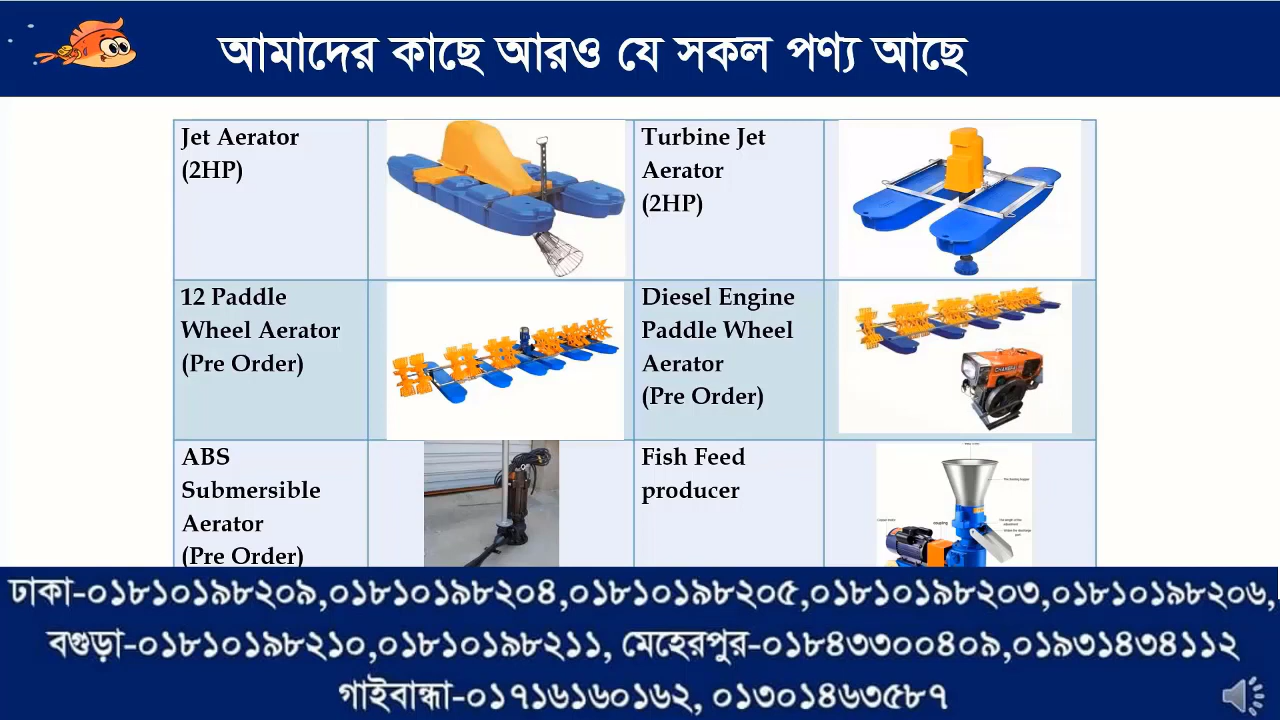 আমাদের কাছে আরও যে সকল পণ্য আছে
Jet Aerator
(2HP)
Turbine Jet
Aerator
(2HP)
12 Paddle
Wheel Aerator
(Pre Order)
Diesel Engine
Paddle Wheel
Aerator
(Pre Order)
ABS
Submersible
Aerator
(Pre Order)
Fish Feed
producer
coupling
ঢাকা-০১৮১০১৯৮২০৯,০১৮১০১৯৮২০৪,০১৮১০১৯৮২০৫,০১৮১০১৯৮২০৩,০১৮১০১৯৮২০৬,
বগুড়া-০১৮১০১৯৮২১০,০১৮১০১৯৮২১১, মেহেরপুর-০১৮৪৩৩০০৪০৯,০১৯৩১৪৩৪১১২
গাইবান্ধা-০১৭১৬১৬০১৬২, ০১৩০১৪৬৩৫৮৭